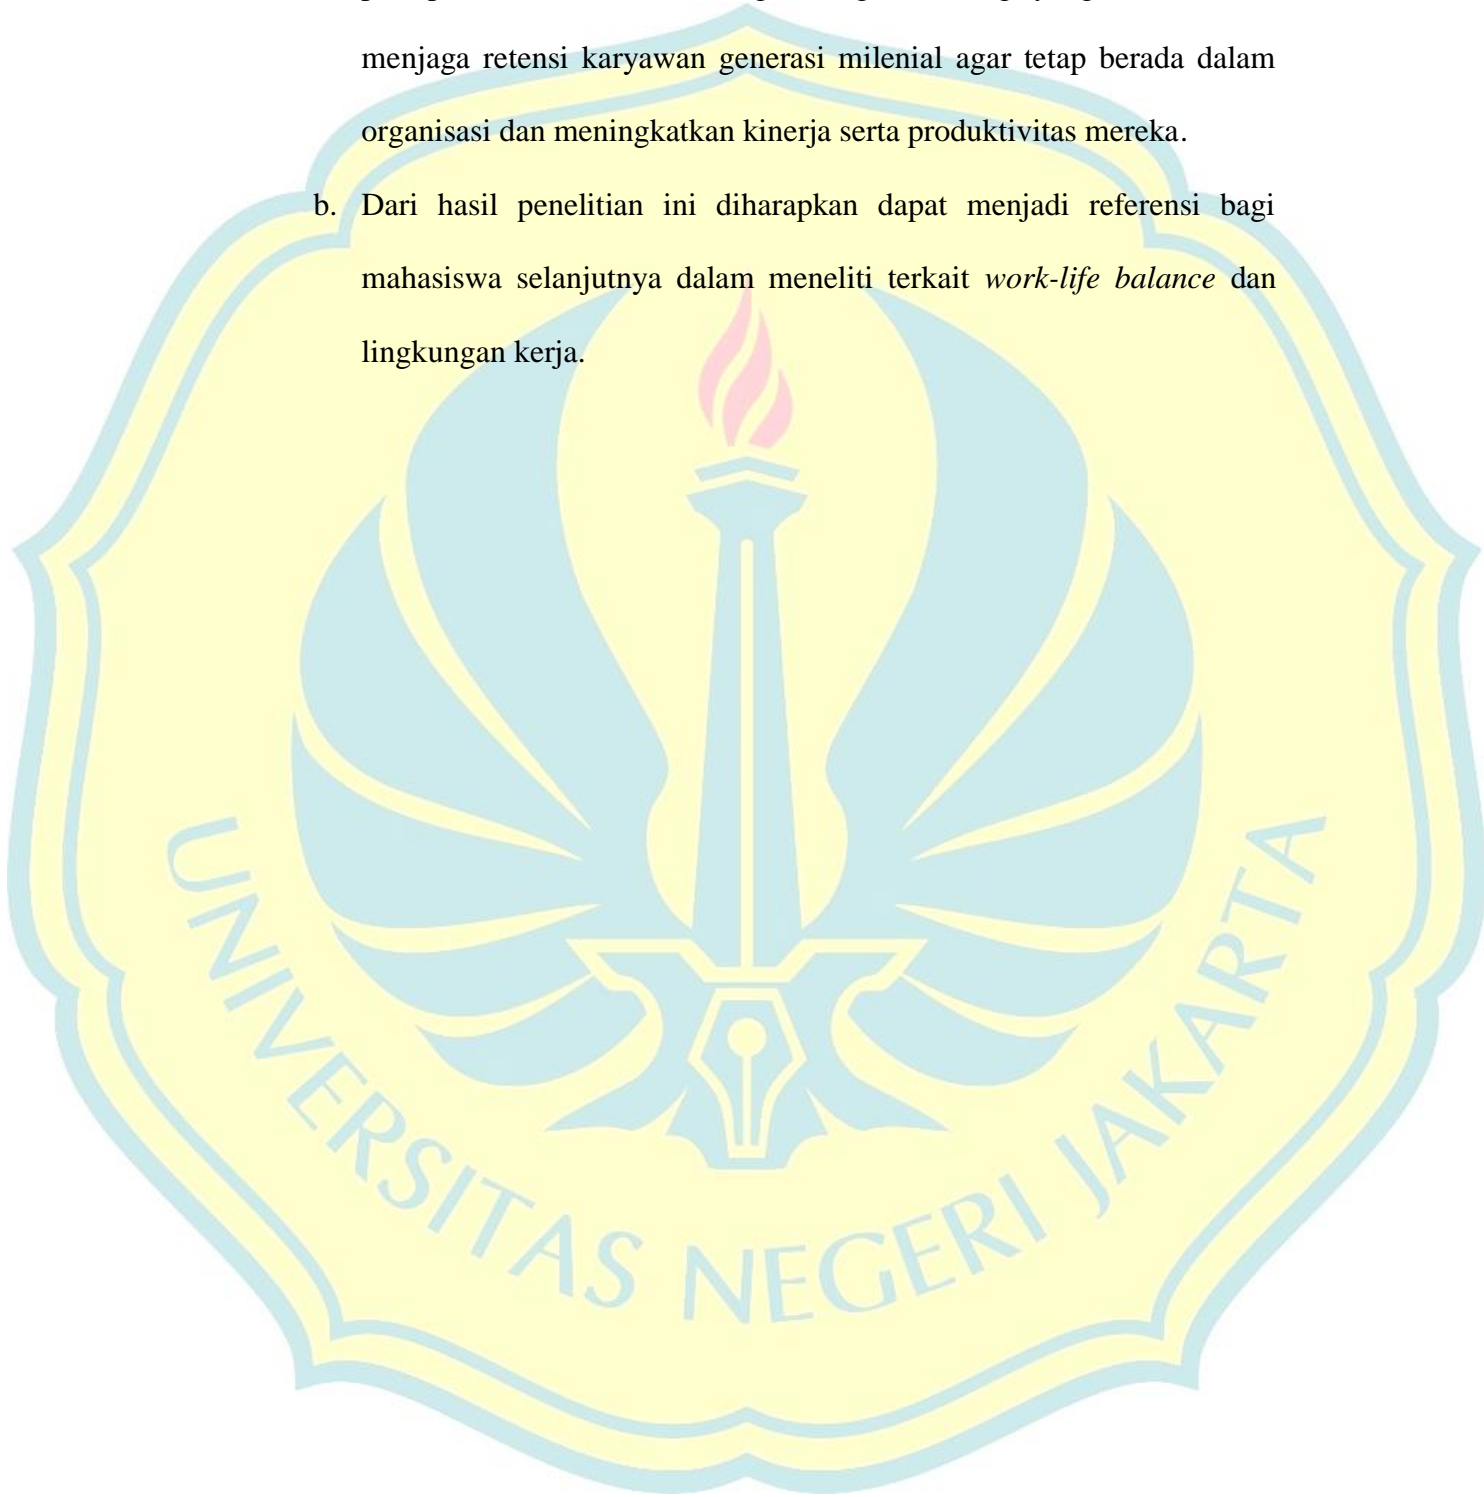 menjaga retensi karyawan generasi milenial agar tetap berada dalam
organisasi dan meningkatkan kinerja serta produktivitas mereka.
b. Dari hasil penelitian ini diharapkan dapat menjadi referensi bagi
mahasiswa selanjutnya dalam meneliti terkait work-life balance dan
lingkungan kerja.
UNIVERSITAS NEGERI JAKARTA